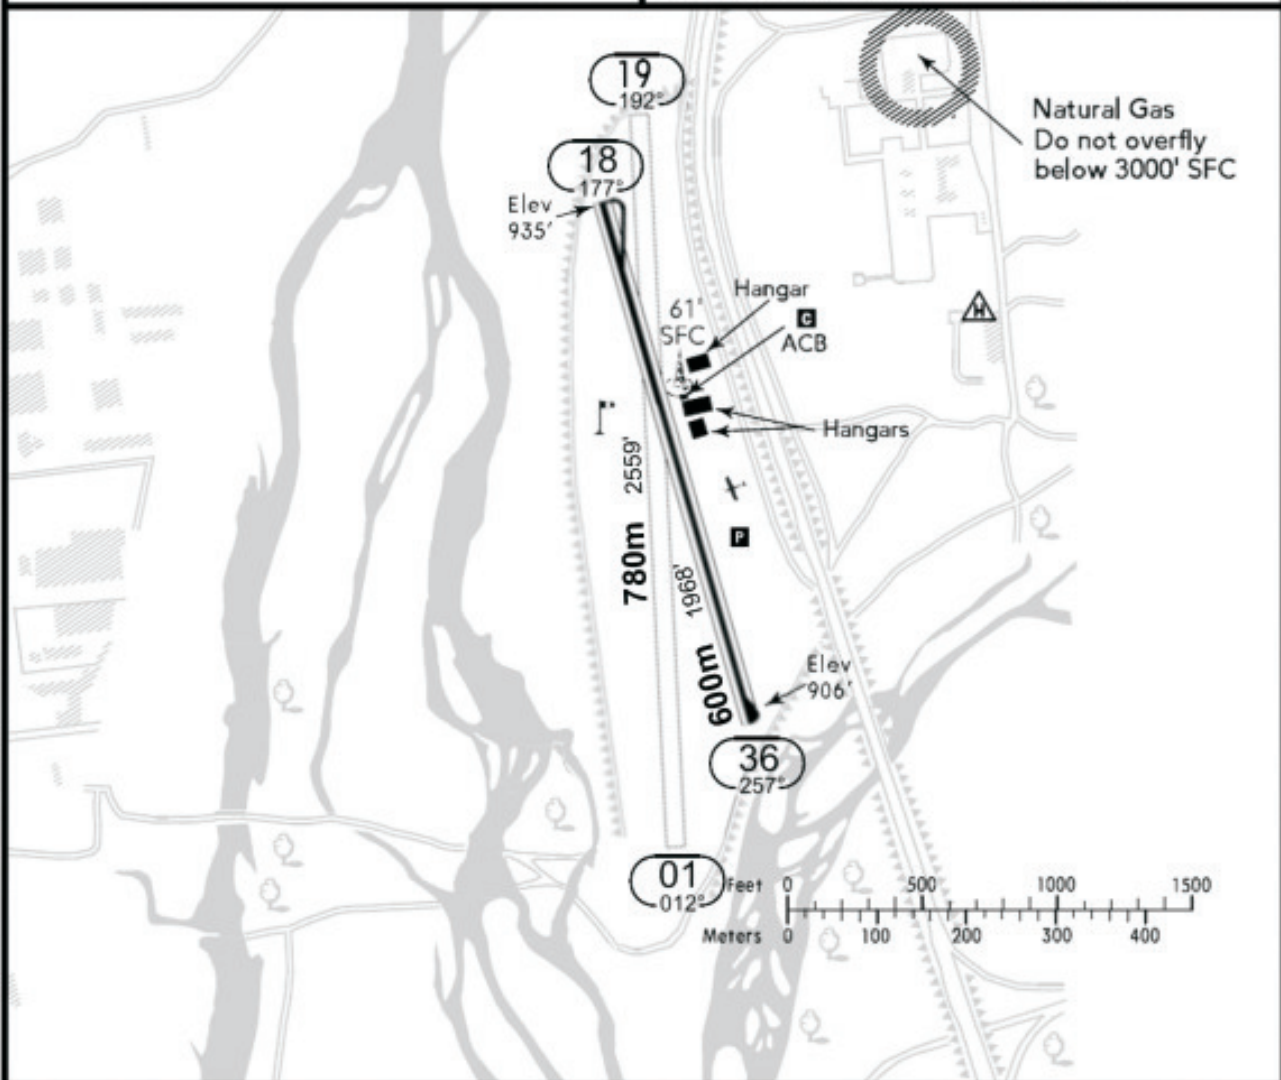 19
192°
18
177°
Elev
935'
Natural Gas
Do not overfly
below 3000' SFC
Hangar
61'
SFC
C
ACB
H
Hangars
2559'
780m
P
1968'
600m
Elev
906'
36
257°
01
012°
Feet 0 500 1000 1500
Meters 0 100 200 300 400